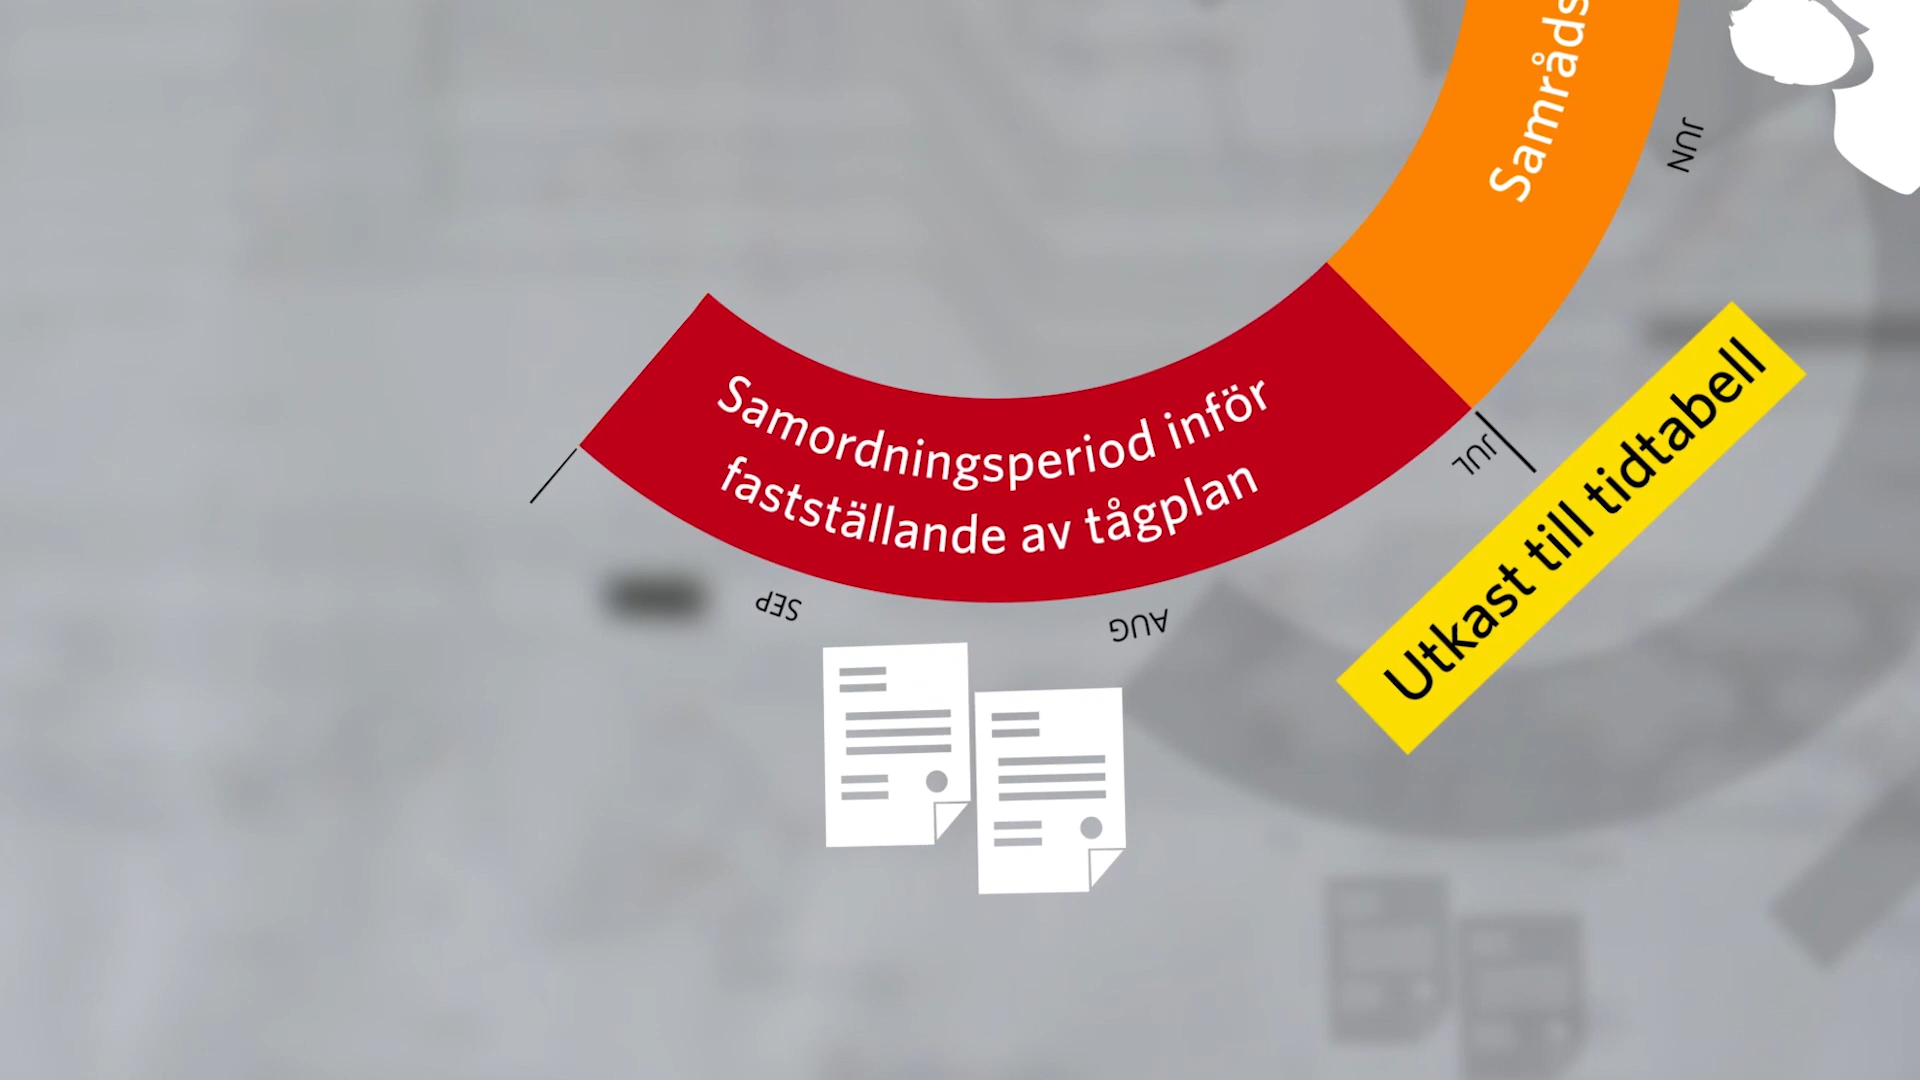 Samråds
JUN
JUL
Utkast till tidtabell
Samordningsperiod inför
fastställande av tågplan
AUG
SEP